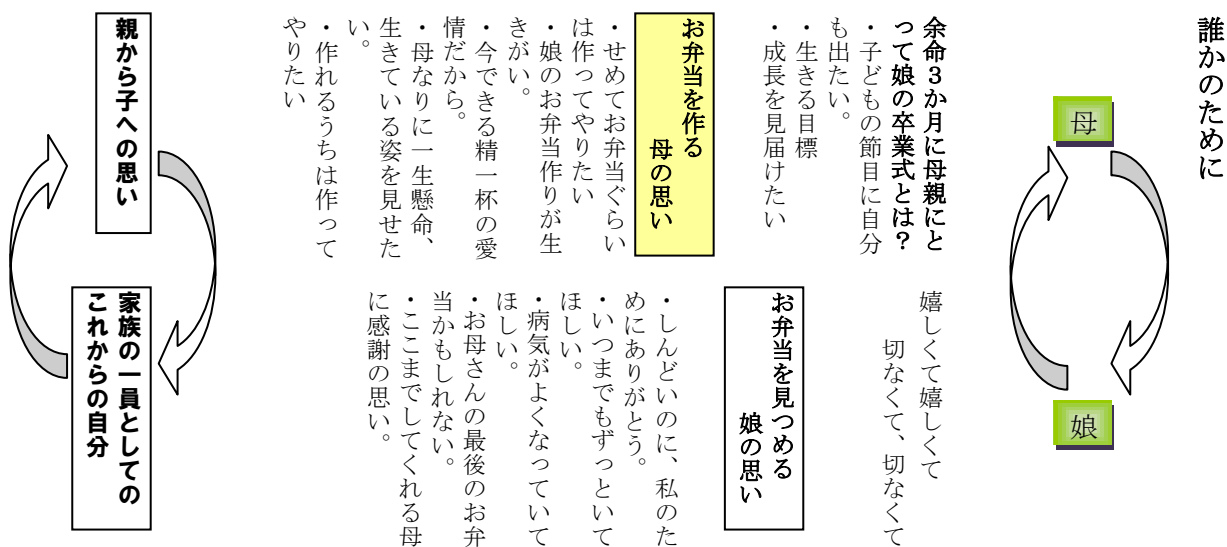 誰かのために
母
娘
余命３か月に母親にと
って娘の卒業式とは？
・子どもの節目に自分
も出たい。
・生きる目標
・成長を見届けたい
嬉しくて嬉しくて
切なくて、切なくて
お弁当を作る
母の思い
・せめてお弁当ぐらい
は作ってやりたい
・娘のお弁当作りが生
きがい。
・今できる精一杯の愛
情だから。
・母なりに一生懸命、
生きている姿を見せた
い。
・作れるうちは作って
やりたい
お弁当を見つめる
娘の思い
・しんどいのに、私のた
めにありがとう。
・いつまでもずっといて
ほしい。
・病気がよくなっていて
ほしい。
・お母さんの最後のお弁
当かもしれない。
・ここまでしてくれる母
に感謝の思い。
親から子への思い
家族の一員としての
これからの自分